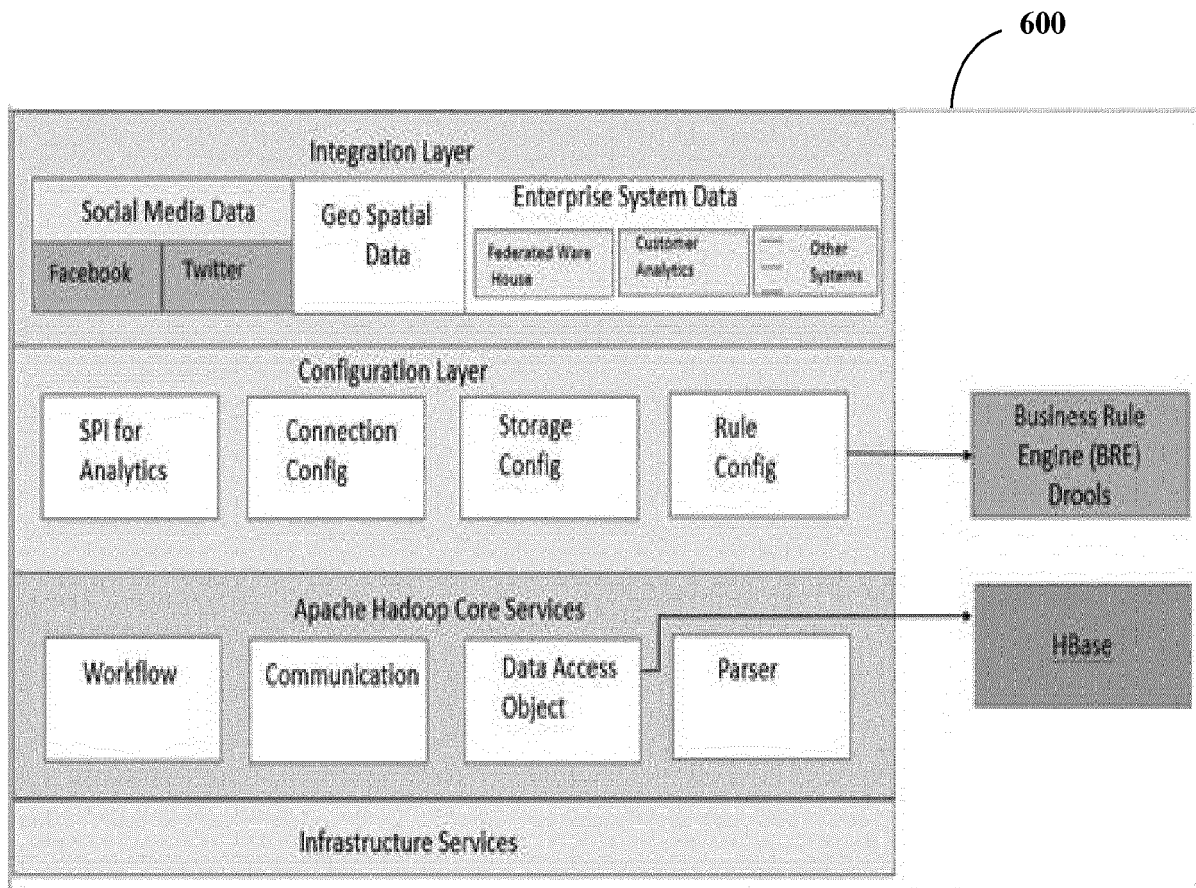 600
Integration Layer
Social Media Data
Facebook
Twitter
Geo Spatial
Data
Enterprise System Data
Federated Ware
House
Customer
Analytics
Other
Systems
Configuration Layer
SPI for
Analytics
Connection
Config
Storage
Config
Rule
Config
Business Rule
Engine (BRE)
Drools
Apache Hadoop Core Services
Workflow
Communication
Data Access
Object
Parser
HBase
Infrastructure Services